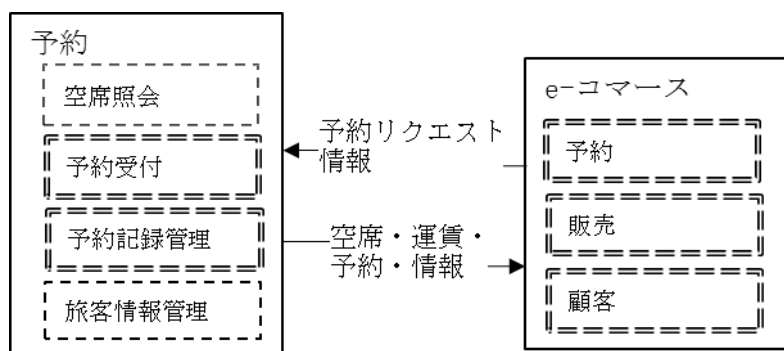 予約
空席照会
予約受付
予約記録管理
旅客情報管理
予約リクエスト
情報
空席・運賃・
予約・情報
e-コマース
予約
販売
顧客